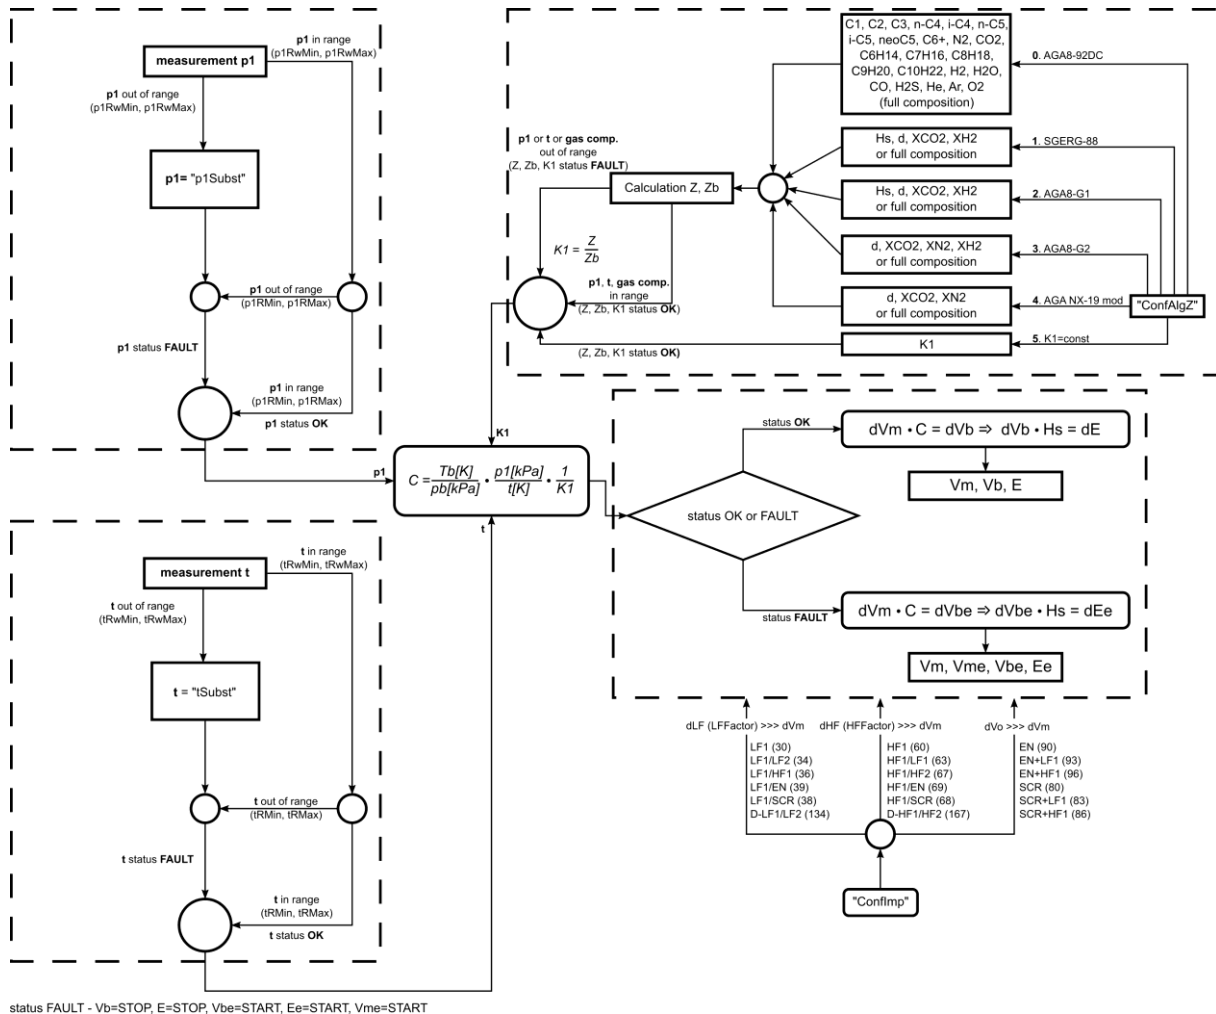 p1 in range
(p1RwMin, p1RwMax)
measurement p1
p1 out of range
(p1RwMin, p1RwMax)
p1= "p1Subst"
p1 out of range
(p1RMin, p1RMax)
p1 status FAULT
p1 in range
(p1RMin, p1RMax)
p1 status OK
C1, C2, C3, n-C4, i-C4, n-C5,
i-C5, neoC5, C6+, N2, CO2,
C6H14, C7H16, C8H18,
C9H20, C10H22, H2, H2O,
CO, H2S, He, Ar, O2
(full composition)
0. AGA8-92DC
Hs, d, XCO2, XH2
or full composition
1. SGERG-88
Hs, d, XCO2, XH2
or full composition
2. AGA8-G1
d, XCO2, XN2, XH2
or full composition
3. AGA8-G2
d, XCO2, XN2
or full composition
4. AGA NX-19 mod
"ConfAlgZ"
K1
5. K1=const
p1 or t or gas comp.
out of range
(Z, Zb, K1 status FAULT)
Calculation Z, Zb
K1 = Z/Zb
p1, t, gas comp.
in range
(Z, Zb, K1 status OK)
(Z, Zb, K1 status OK)
K1
p1
C = Tb[K]/pb[kPa] • p1[kPa]/t[K] • 1/K1
t
status OK
dVm • C = dVb ⇒ dVb • Hs = dE
Vm, Vb, E
status OK or FAULT
status FAULT
dVm • C = dVbe ⇒ dVbe • Hs = dEe
Vm, Vme, Vbe, Ee
t in range
(tRwMin, tRwMax)
measurement t
t out of range
(tRwMin, tRwMax)
t = "tSubst"
t out of range
(tRMin, tRMax)
t status FAULT
t in range
(tRMin, tRMax)
t status OK
dLF (LFFactor) >>> dVm
LF1 (30)
LF1/LF2 (34)
LF1/HF1 (36)
LF1/EN (39)
LF1/SCR (38)
D-LF1/LF2 (134)
dHF (HFFactor) >>> dVm
HF1 (60)
HF1/LF1 (63)
HF1/HF2 (67)
HF1/EN (69)
HF1/SCR (68)
D-HF1/HF2 (167)
dVo >>> dVm
EN (90)
EN+LF1 (93)
EN+HF1 (96)
SCR (80)
SCR+LF1 (83)
SCR+HF1 (86)
"ConfImp"
status FAULT - Vb=STOP, E=STOP, Vbe=START, Ee=START, Vme=START